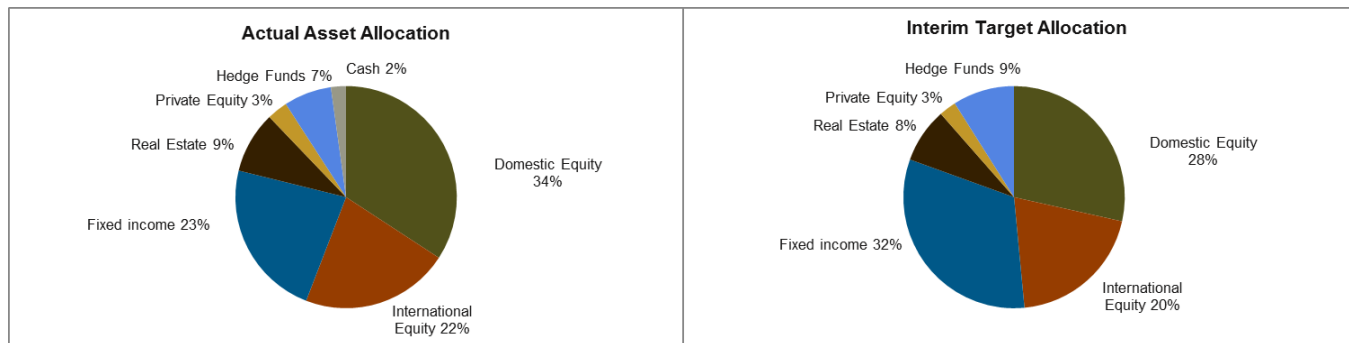 Actual Asset Allocation
Hedge Funds 7%
Cash 2%
Private Equity 3%
Real Estate 9%
Domestic Equity
34%
Fixed income 23%
International
Equity 22%
Interim Target Allocation
Hedge Funds 9%
Private Equity 3%
Real Estate 8%
Domestic Equity
28%
Fixed income 32%
International
Equity 20%